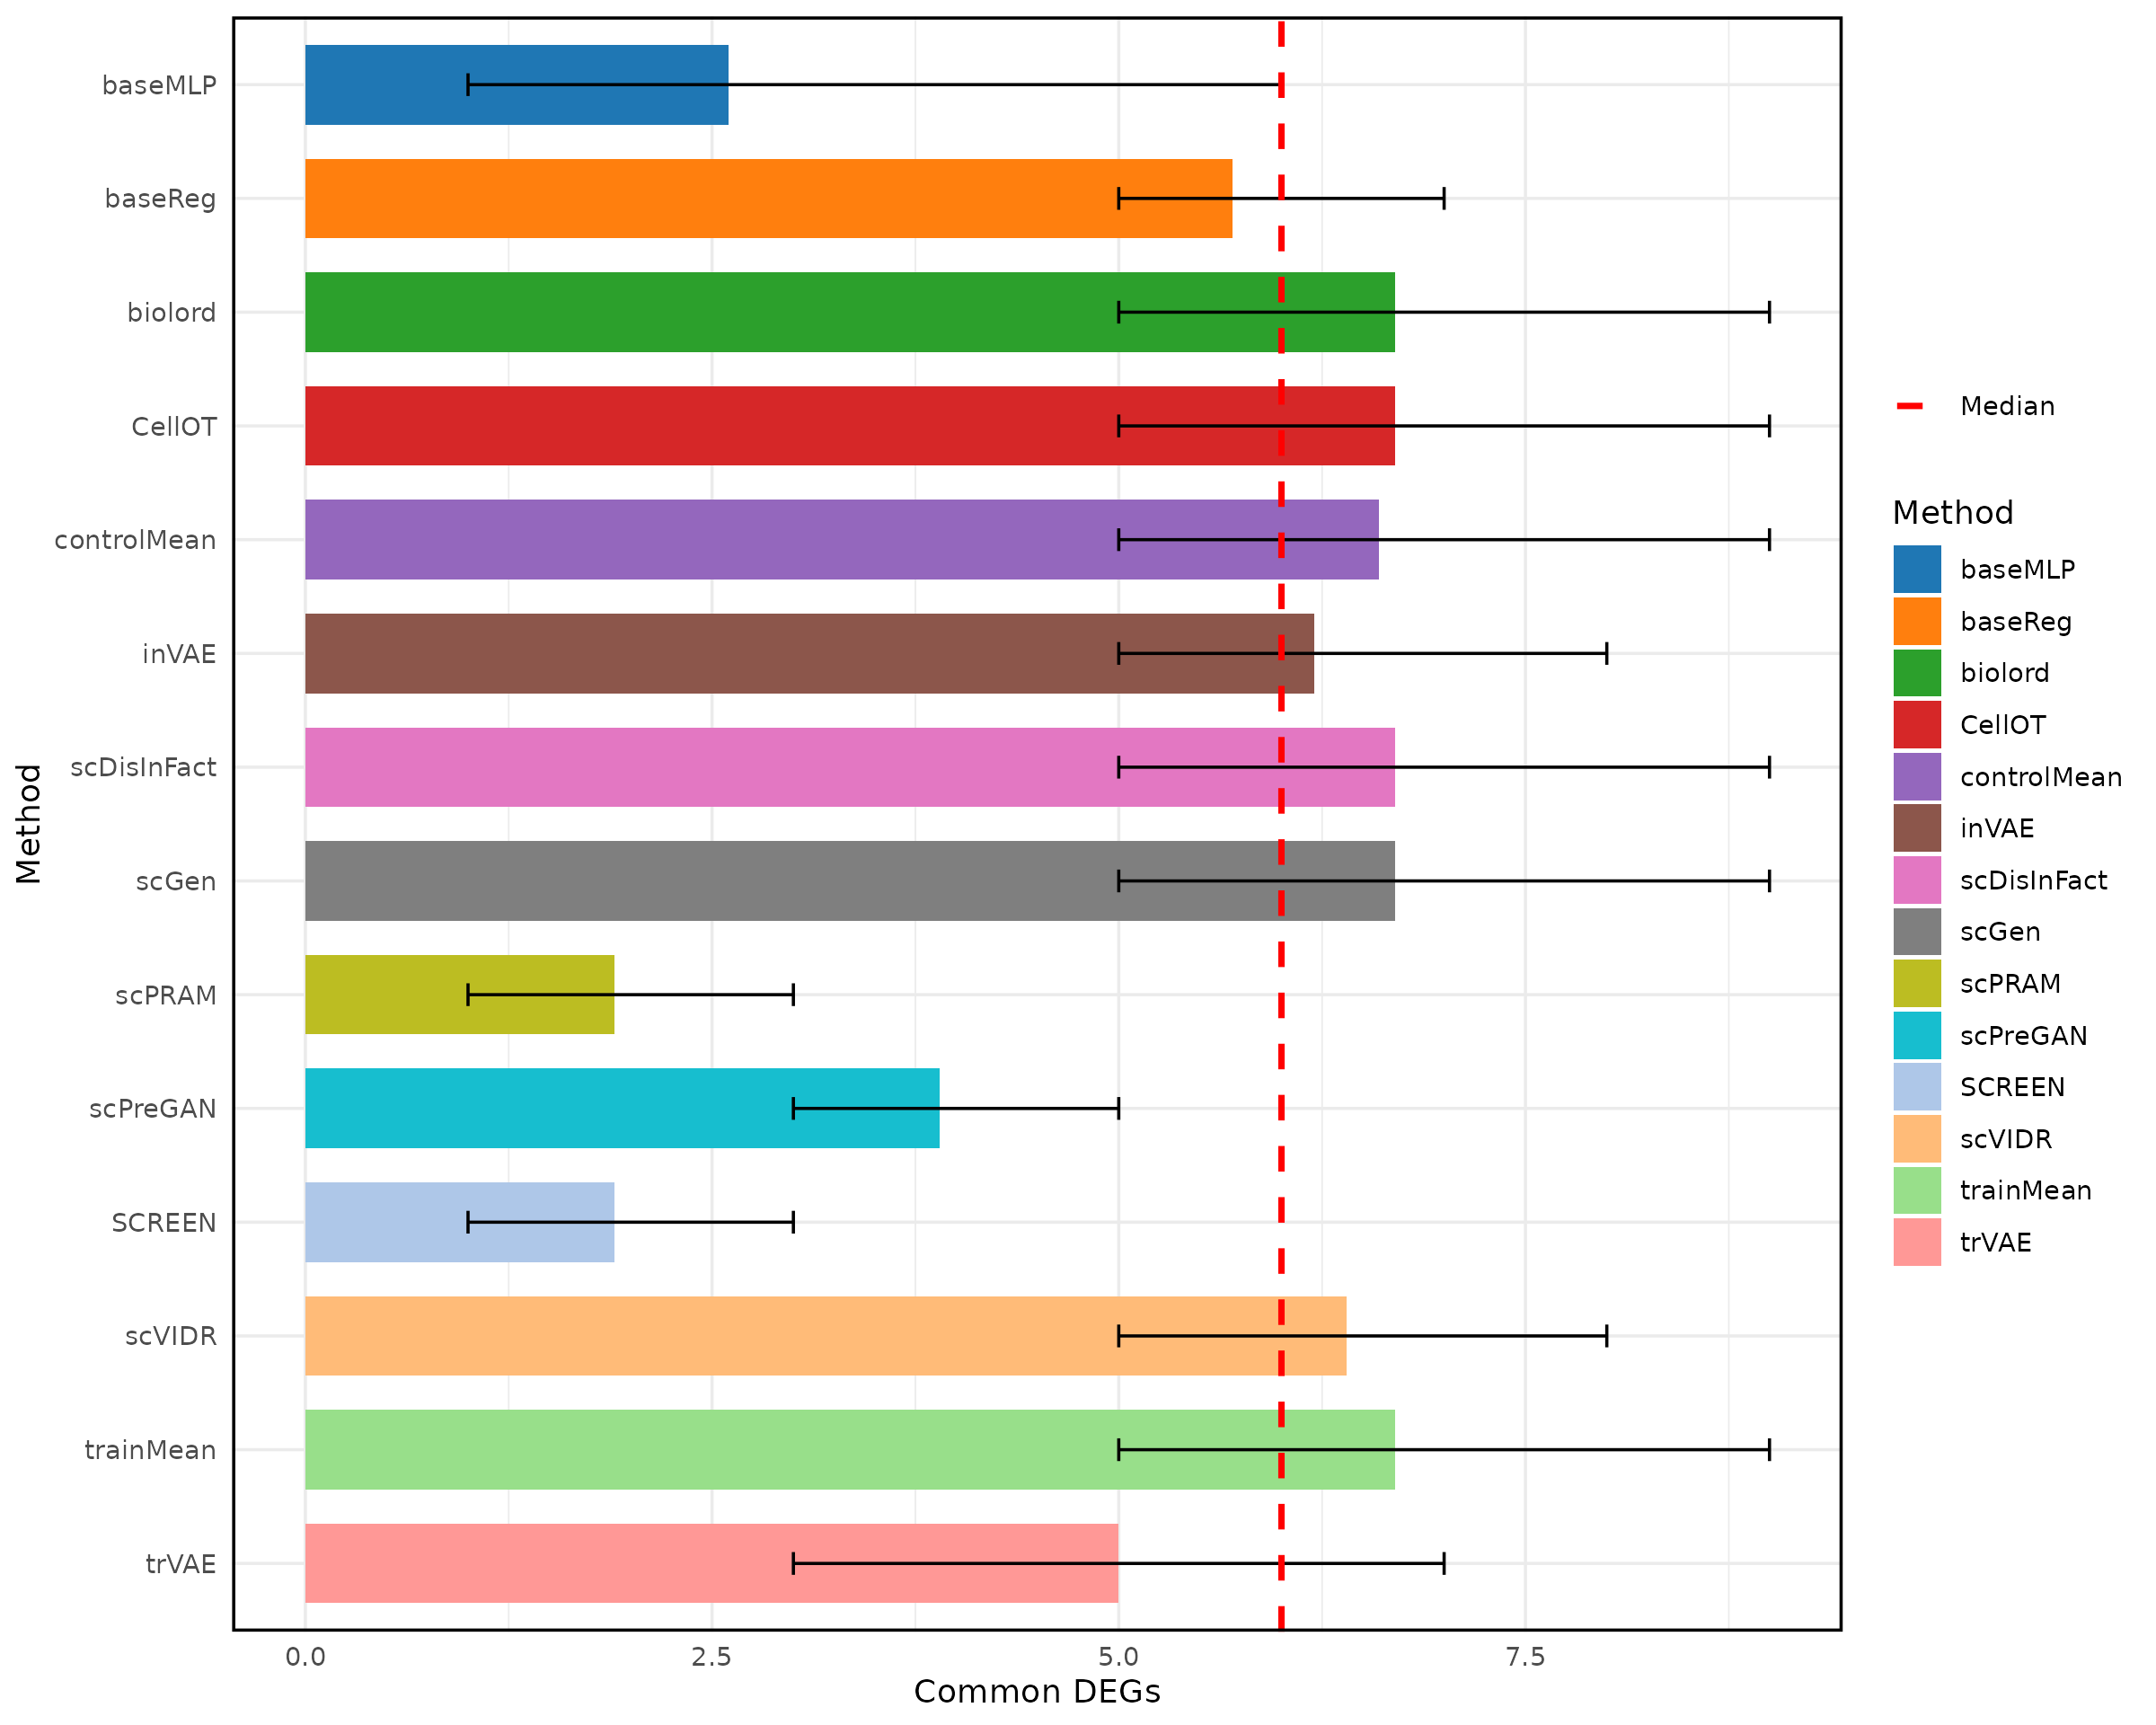 baseMLP
baseReg
biolord
CellOT
controlMean
inVAE
scDisInFact
scGen
scPRAM
scPreGAN
SCREEN
scVIDR
trainMean
trVAE
Method
0.0 2.5 5.0 7.5
Common DEGs
Median
Method
baseMLP
baseReg
biolord
CellOT
controlMean
inVAE
scDisInFact
scGen
scPRAM
scPreGAN
SCREEN
scVIDR
trainMean
trVAE